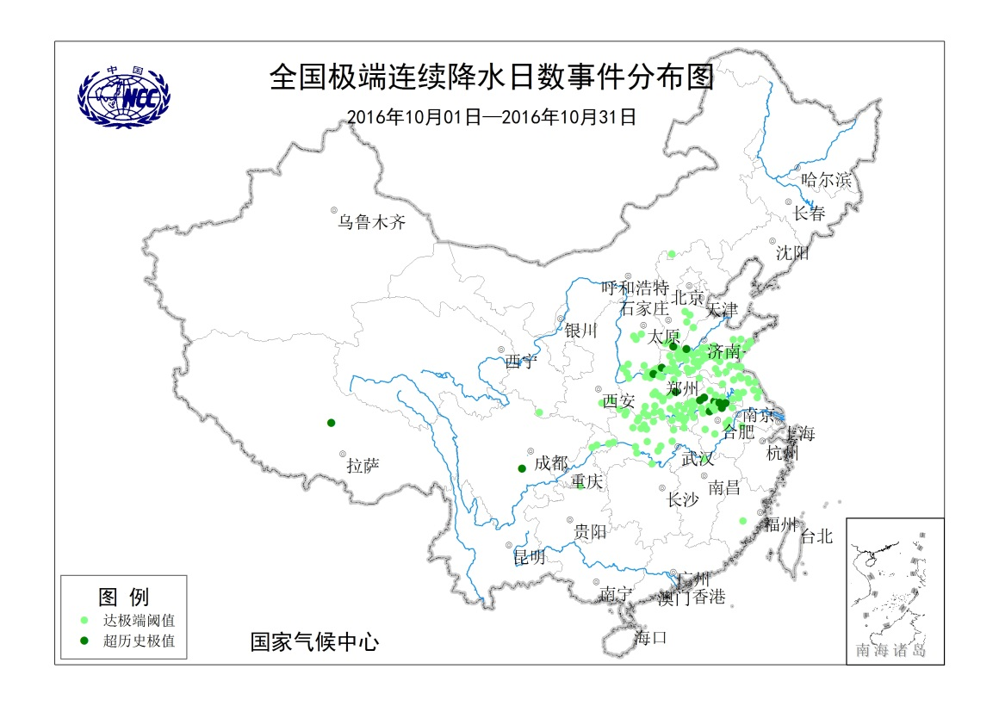 全国极端连续降水日数事件分布图
中 国
NCC
2016年10月01日—2016年10月31日
哈尔滨
长春
乌鲁木齐
沈阳
呼和浩特
北京
石家庄
天津
银川
太原
济南
西宁
郑州
西安
南京
合肥
上海
成都
武汉
杭州
拉萨
重庆
南昌
长沙
福州
贵阳
台北
昆明
广州
南宁
澳门
香港
海口
图 例
达极端阈值
超历史极值
国家气候中心
南海诸岛